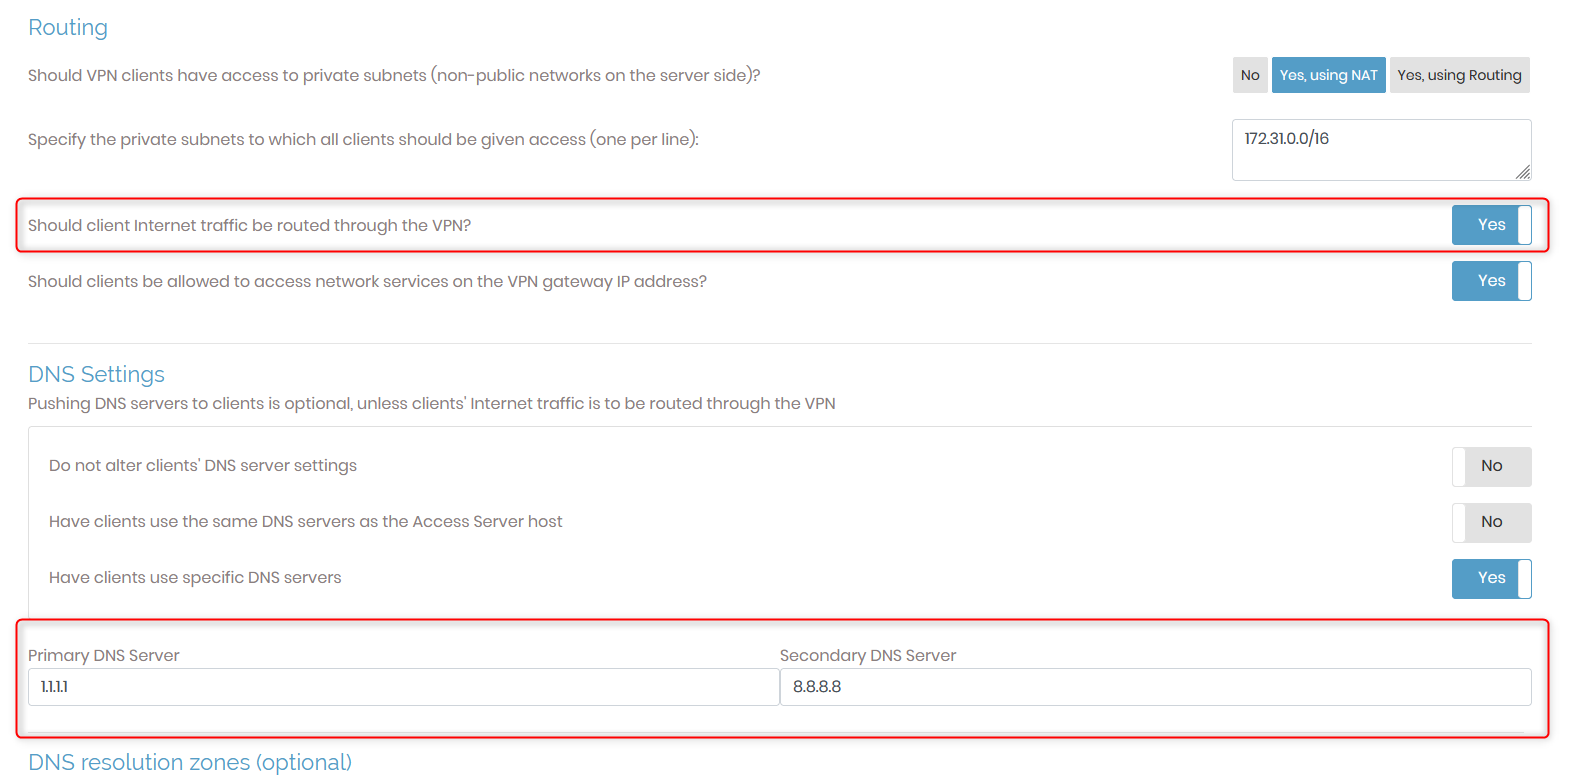 Routing
Should VPN clients have access to private subnets (non-public networks on the server side)?
No
Yes, using NAT
Yes, using Routing
Specify the private subnets to which all clients should be given access (one per line):
172.31.0.0/16
Should client Internet traffic be routed through the VPN?
Yes
Should clients be allowed to access network services on the VPN gateway IP address?
Yes
DNS Settings
Pushing DNS servers to clients is optional, unless clients' Internet traffic is to be routed through the VPN
Do not alter clients' DNS server settings
No
Have clients use the same DNS servers as the Access Server host
No
Have clients use specific DNS servers
Yes
Primary DNS Server
Secondary DNS Server
1.1.1.1
8.8.8.8
DNS resolution zones (optional)